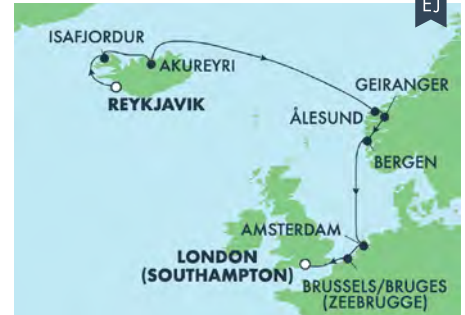 EJ
ISAFJORDUR
AKUREYRI
REYKJAVIK
GEIRANGER
ÅLESUND
BERGEN
AMSTERDAM
LONDON
(SOUTHAMPTON)
BRUSSELS/BRUGES
(ZEEBRUGGE)